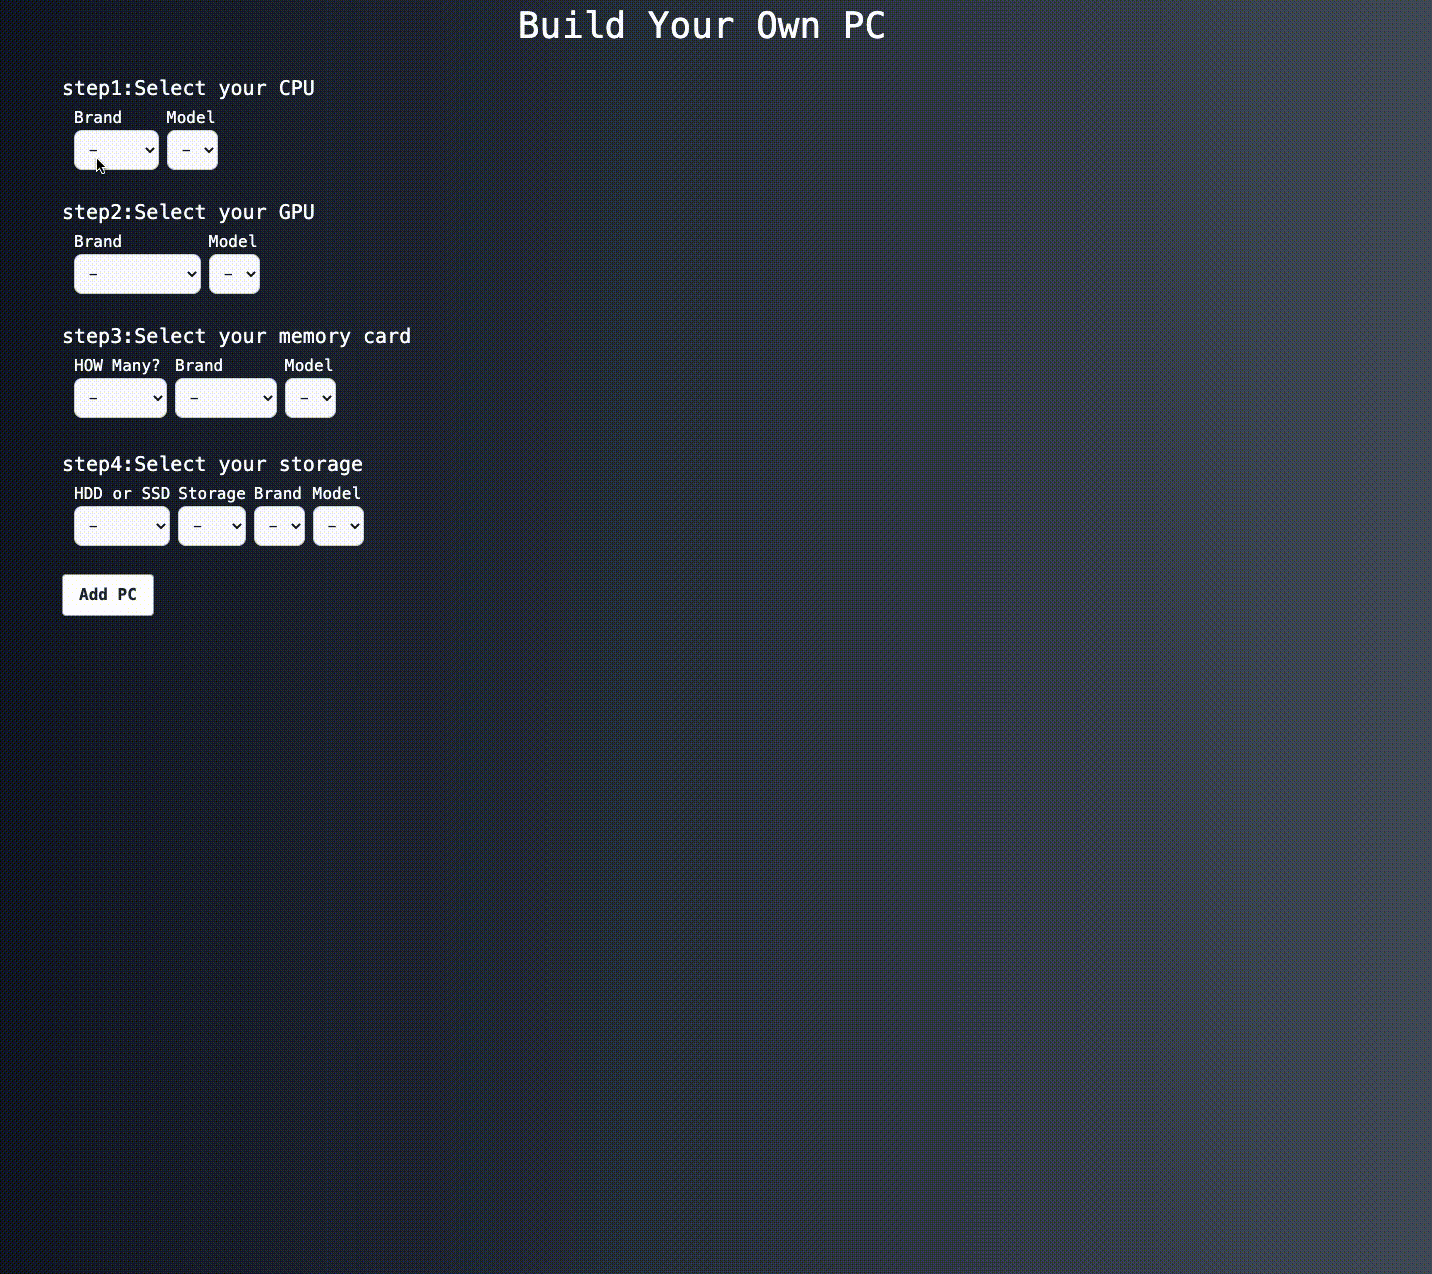 Build Your Own PC
step1:Select your CPU
Brand Model
- -
step2:Select your GPU
Brand Model
- -
step3:Select your memory card
HOW Many? Brand Model
- - -
step4:Select your storage
HDD or SSD Storage Brand Model
- - - -
Add PC